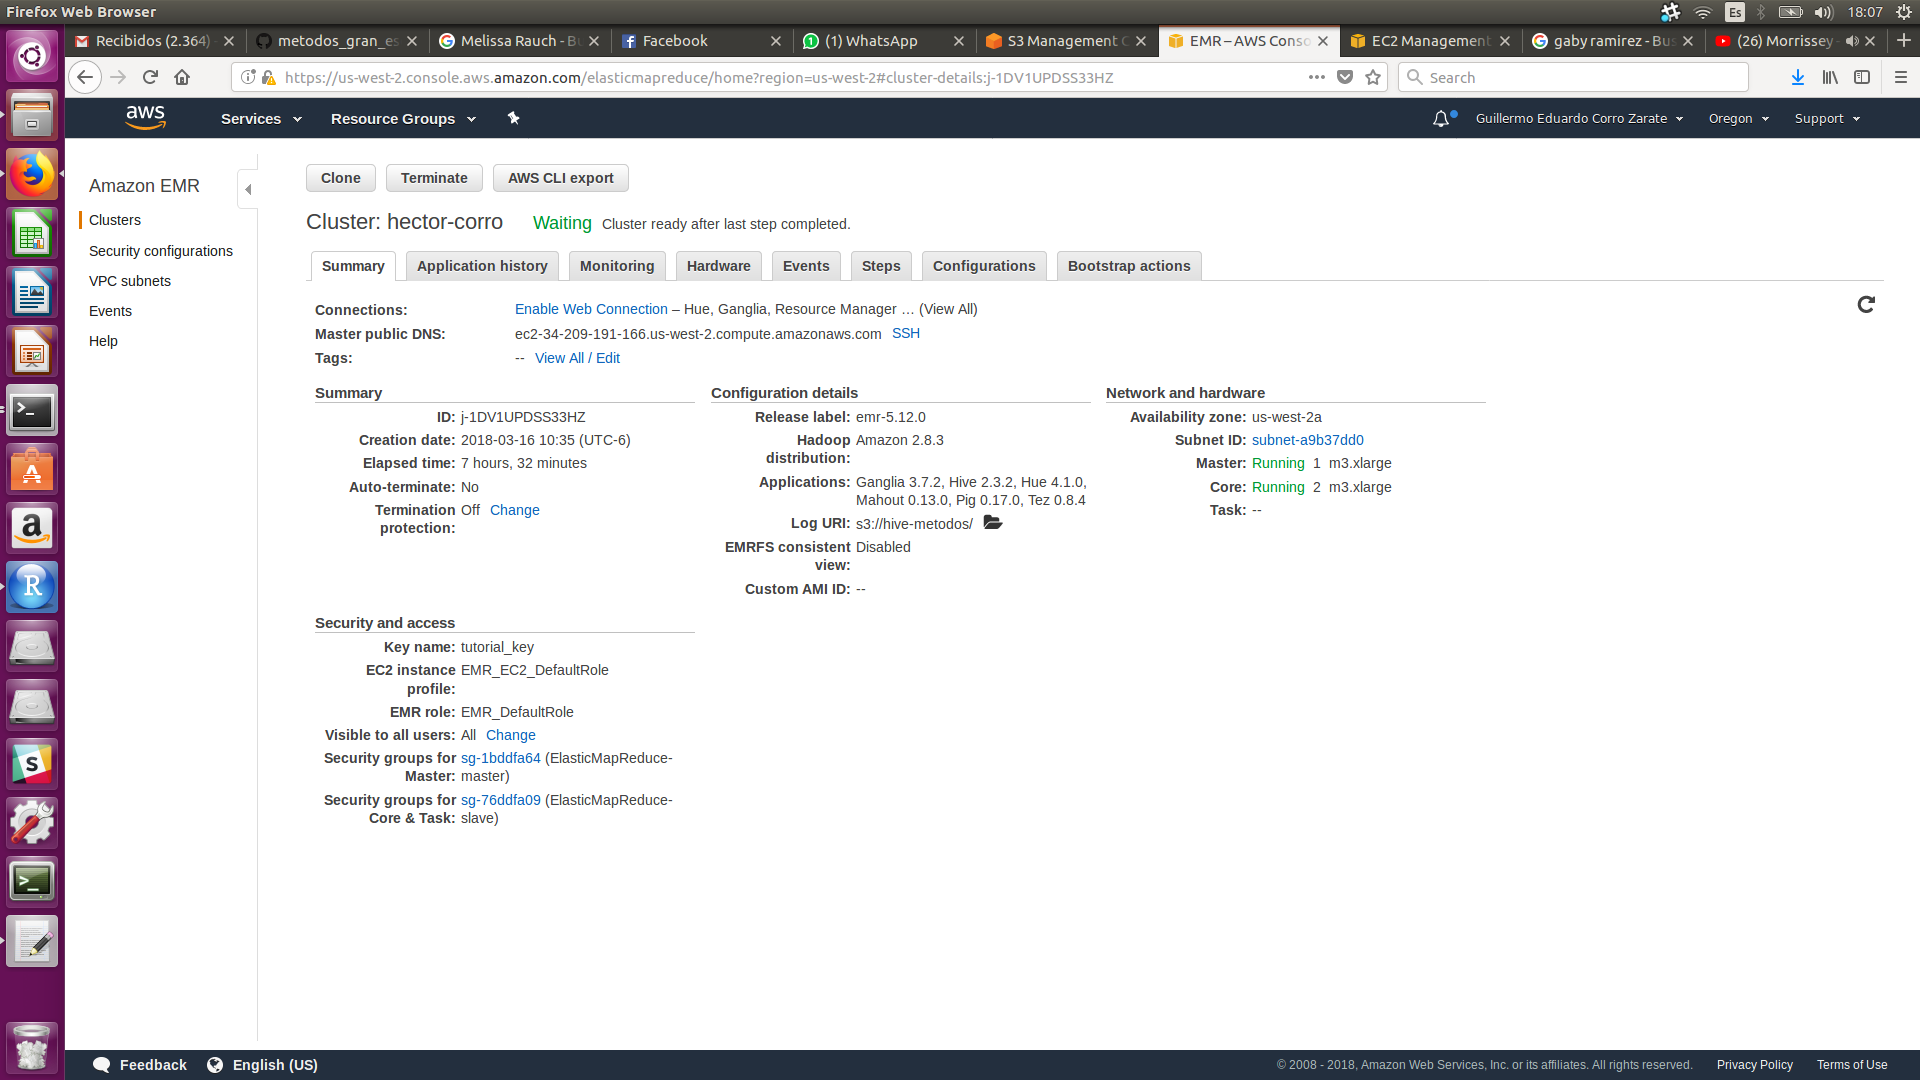 Firefox Web Browser
Es
18:07
Recibidos (2.364)
metodos_gran_es
Melissa Rauch - Bu
Facebook
(1) WhatsApp
S3 Management C
EMR – AWS Conso
EC2 Management
gaby ramirez - Bus
(26) Morrissey -
https://us-west-2.console.aws.amazon.com/elasticmapreduce/home?region=us-west-2#cluster-details:j-1DV1UPDSS33HZ
Search
aws
Services
Resource Groups
Guillermo Eduardo Corro Zarate
Oregon
Support
Amazon EMR
Clusters
Security configurations
VPC subnets
Events
Help
Clone
Terminate
AWS CLI export
Cluster: hector-corro
Waiting Cluster ready after last step completed.
Summary
Application history
Monitoring
Hardware
Events
Steps
Configurations
Bootstrap actions
Connections: Enable Web Connection – Hue, Ganglia, Resource Manager … (View All)
Master public DNS: ec2-34-209-191-166.us-west-2.compute.amazonaws.com SSH
Tags: -- View All / Edit
Summary
ID: j-1DV1UPDSS33HZ
Creation date: 2018-03-16 10:35 (UTC-6)
Elapsed time: 7 hours, 32 minutes
Auto-terminate: No
Termination Off Change
protection:
Configuration details
Release label: emr-5.12.0
Hadoop Amazon 2.8.3
distribution:
Applications: Ganglia 3.7.2, Hive 2.3.2, Hue 4.1.0,
Mahout 0.13.0, Pig 0.17.0, Tez 0.8.4
Log URI: s3://hive-metodos/
EMRFS consistent Disabled
view:
Custom AMI ID: --
Network and hardware
Availability zone: us-west-2a
Subnet ID: subnet-a9b37dd0
Master: Running 1 m3.xlarge
Core: Running 2 m3.xlarge
Task: --
Security and access
Key name: tutorial_key
EC2 instance EMR_EC2_DefaultRole
profile:
EMR role: EMR_DefaultRole
Visible to all users: All Change
Security groups for sg-1bddfa64 (ElasticMapReduce-
Master: master)
Security groups for sg-76ddfa09 (ElasticMapReduce-
Core & Task: slave)
Feedback
English (US)
© 2008 - 2018, Amazon Web Services, Inc. or its affiliates. All rights reserved.
Privacy Policy
Terms of Use